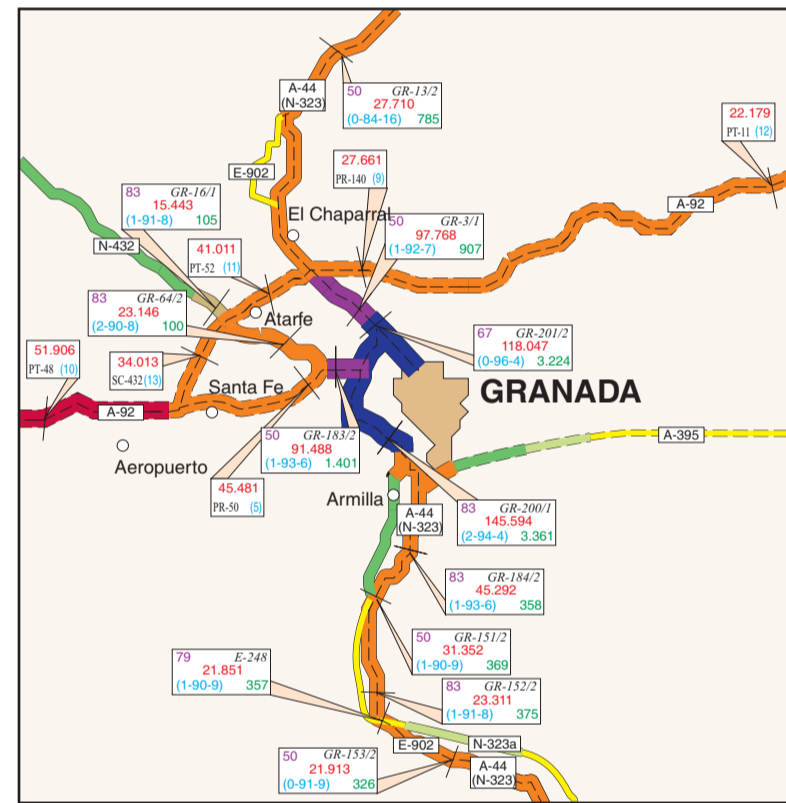 A-44
(N-323)
50 GR-13/2
27.710
(0-84-16) 785
22.179
PT-11 (12)
27.661
PR-140 (9)
E-902
83 GR-16/1
15.443
(1-91-8) 105
El Chaparral
50 GR-3/1
97.768
(1-92-7) 907
A-92
N-432
41.011
PT-52 (11)
83 GR-64/2
23.146
(2-90-8) 100
Atarfe
67 GR-201/2
118.047
(0-96-4) 3.224
51.906
PT-48 (10)
34.013
SC-432(13)
Santa Fe
GRANADA
A-92
50 GR-183/2
91.488
(1-93-6) 1.401
A-395
Aeropuerto
45.481
PR-50 (5)
Armilla
A-44
(N-323)
83 GR-200/1
145.594
(2-94-4) 3.361
83 GR-184/2
45.292
(1-93-6) 358
50 GR-151/2
31.352
(1-90-9) 369
79 E-248
21.851
(1-90-9) 357
83 GR-152/2
23.311
(1-91-8) 375
E-902
N-323a
50 GR-153/2
21.913
(0-91-9) 326
A-44
(N-323)